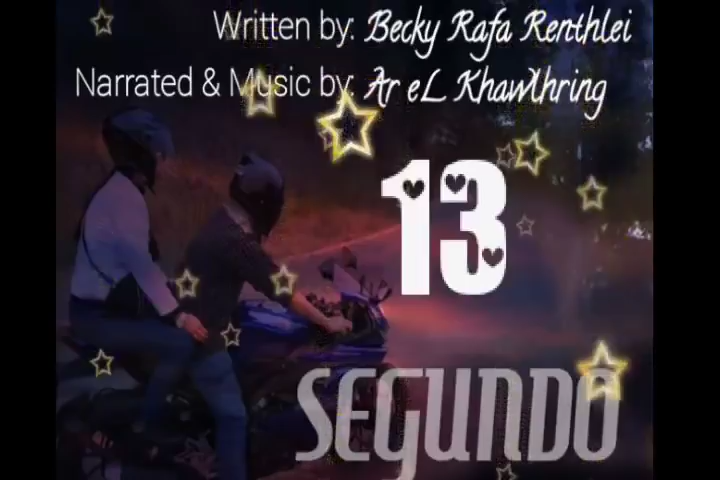 Written by: Becky Rafa Renthlei
Narrated & Music by: Ar eL Khawlhring
13
SEGUNDO